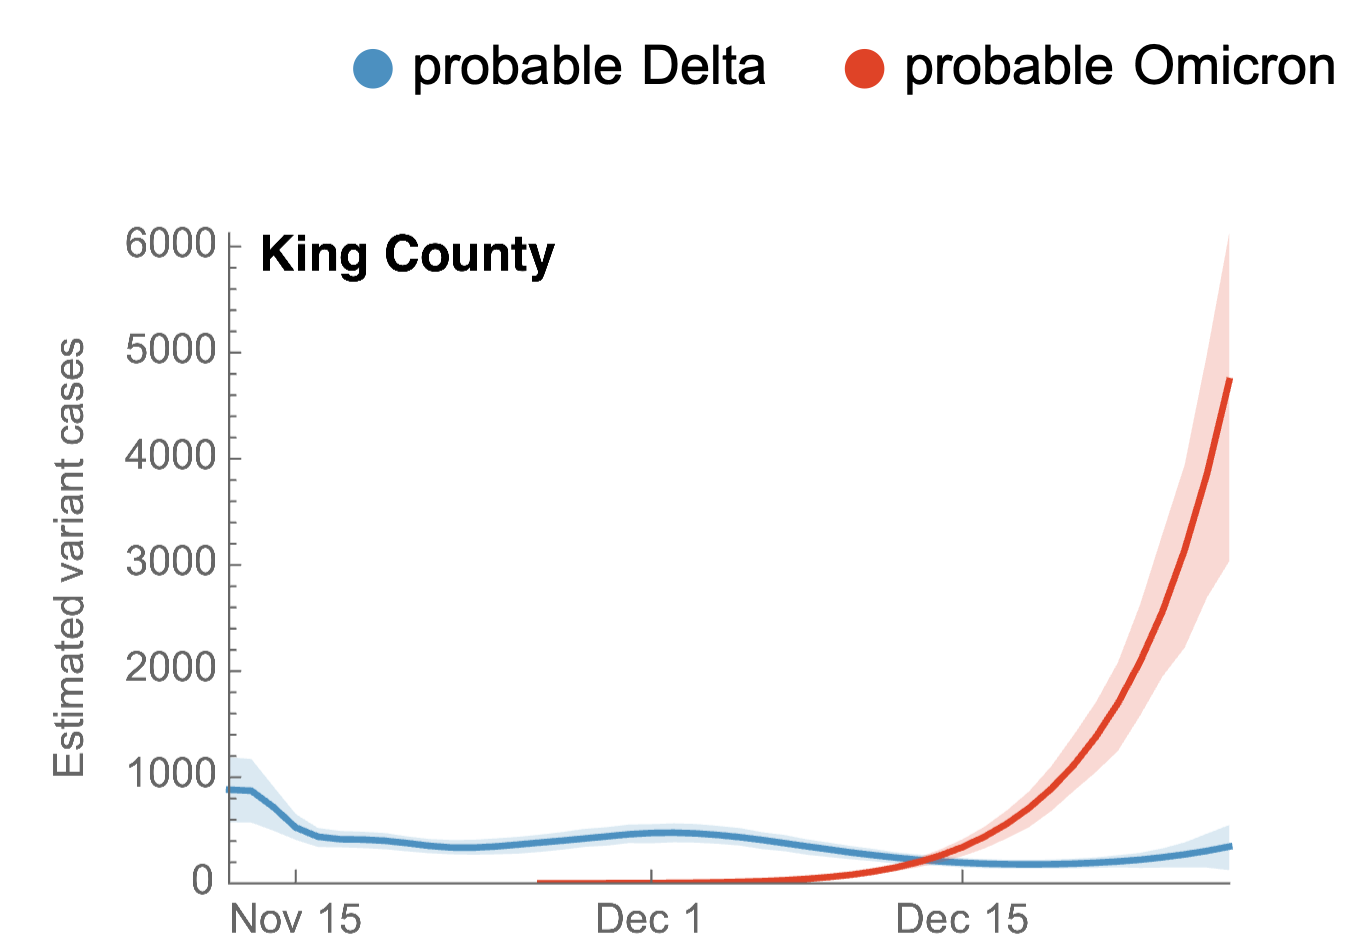 probable Delta probable Omicron
King County
Estimated variant cases
6000
5000
4000
3000
2000
1000
0
Nov 15 Dec 1 Dec 15